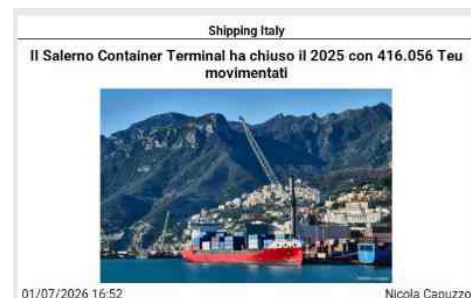 Shipping Italy
Il Salerno Container Terminal ha chiuso il 2025 con 416.056 Teu
movimentati
01/07/2026 16:52
Nicola Capuzzo